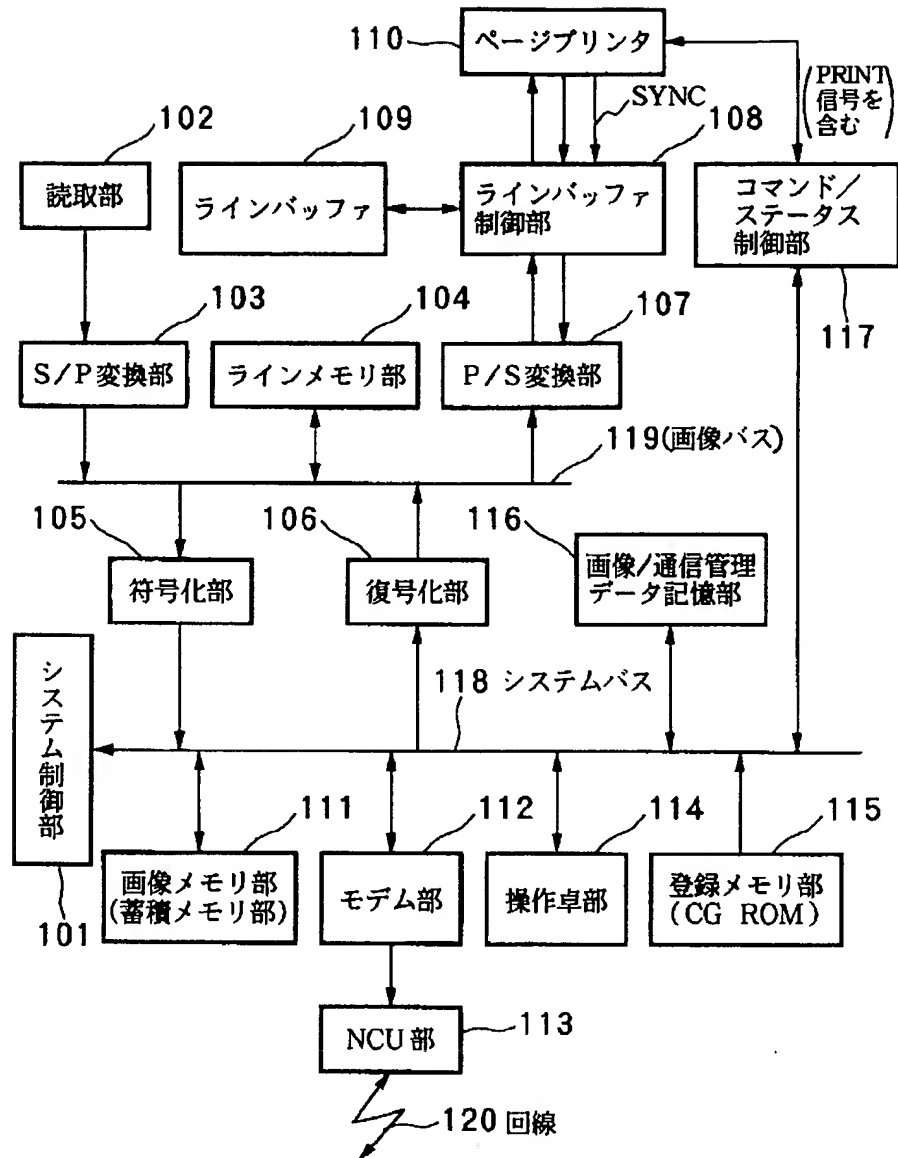 110
ページプリンタ
(PRINT
信号を
含む)
SYNC
102
109
108
読取部
ラインバッファ
ラインバッファ
制御部
コマンド/
ステータス
制御部
103
104
107
117
S/P変換部
ラインメモリ部
P/S変換部
119(画像バス)
105
106
116
符号化部
復号化部
画像/通信管理
データ記憶部
システム制御部
118 システムバス
111
112
114
115
画像メモリ部
(蓄積メモリ部)
モデム部
操作卓部
登録メモリ部
(CG ROM)
101
NCU部
113
120 回線